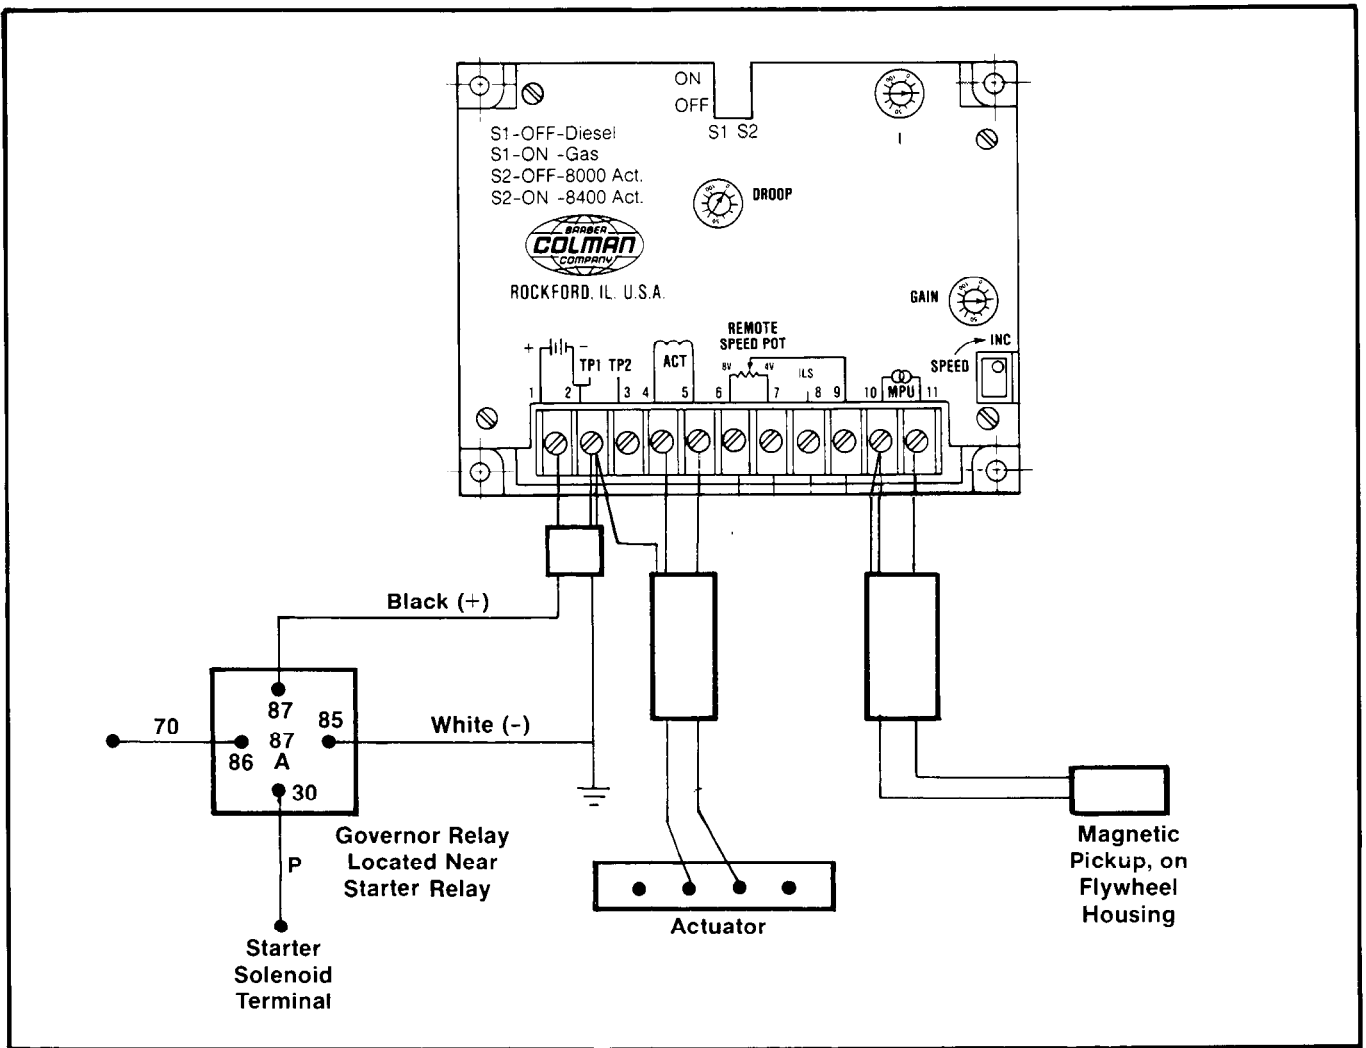 ON
OFF
S1 S2
I
S1-OFF-Diesel
S1-ON -Gas
S2-OFF-8000 Act.
S2-ON -8400 Act.
DROOP
BARBER
COLMAN
COMPANY
ROCKFORD, IL. U.S.A.
GAIN
REMOTE
SPEED POT
INC
SPEED
+ -
TP1 TP2
ACT
8V 4V
ILS
MPU
1 2 3 4 5 6 7 8 9 10 11
Black (+)
87
85
White (-)
70
87
A
86
30
Governor Relay
Located Near
Starter Relay
P
Starter
Solenoid
Terminal
Actuator
Magnetic
Pickup, on
Flywheel
Housing